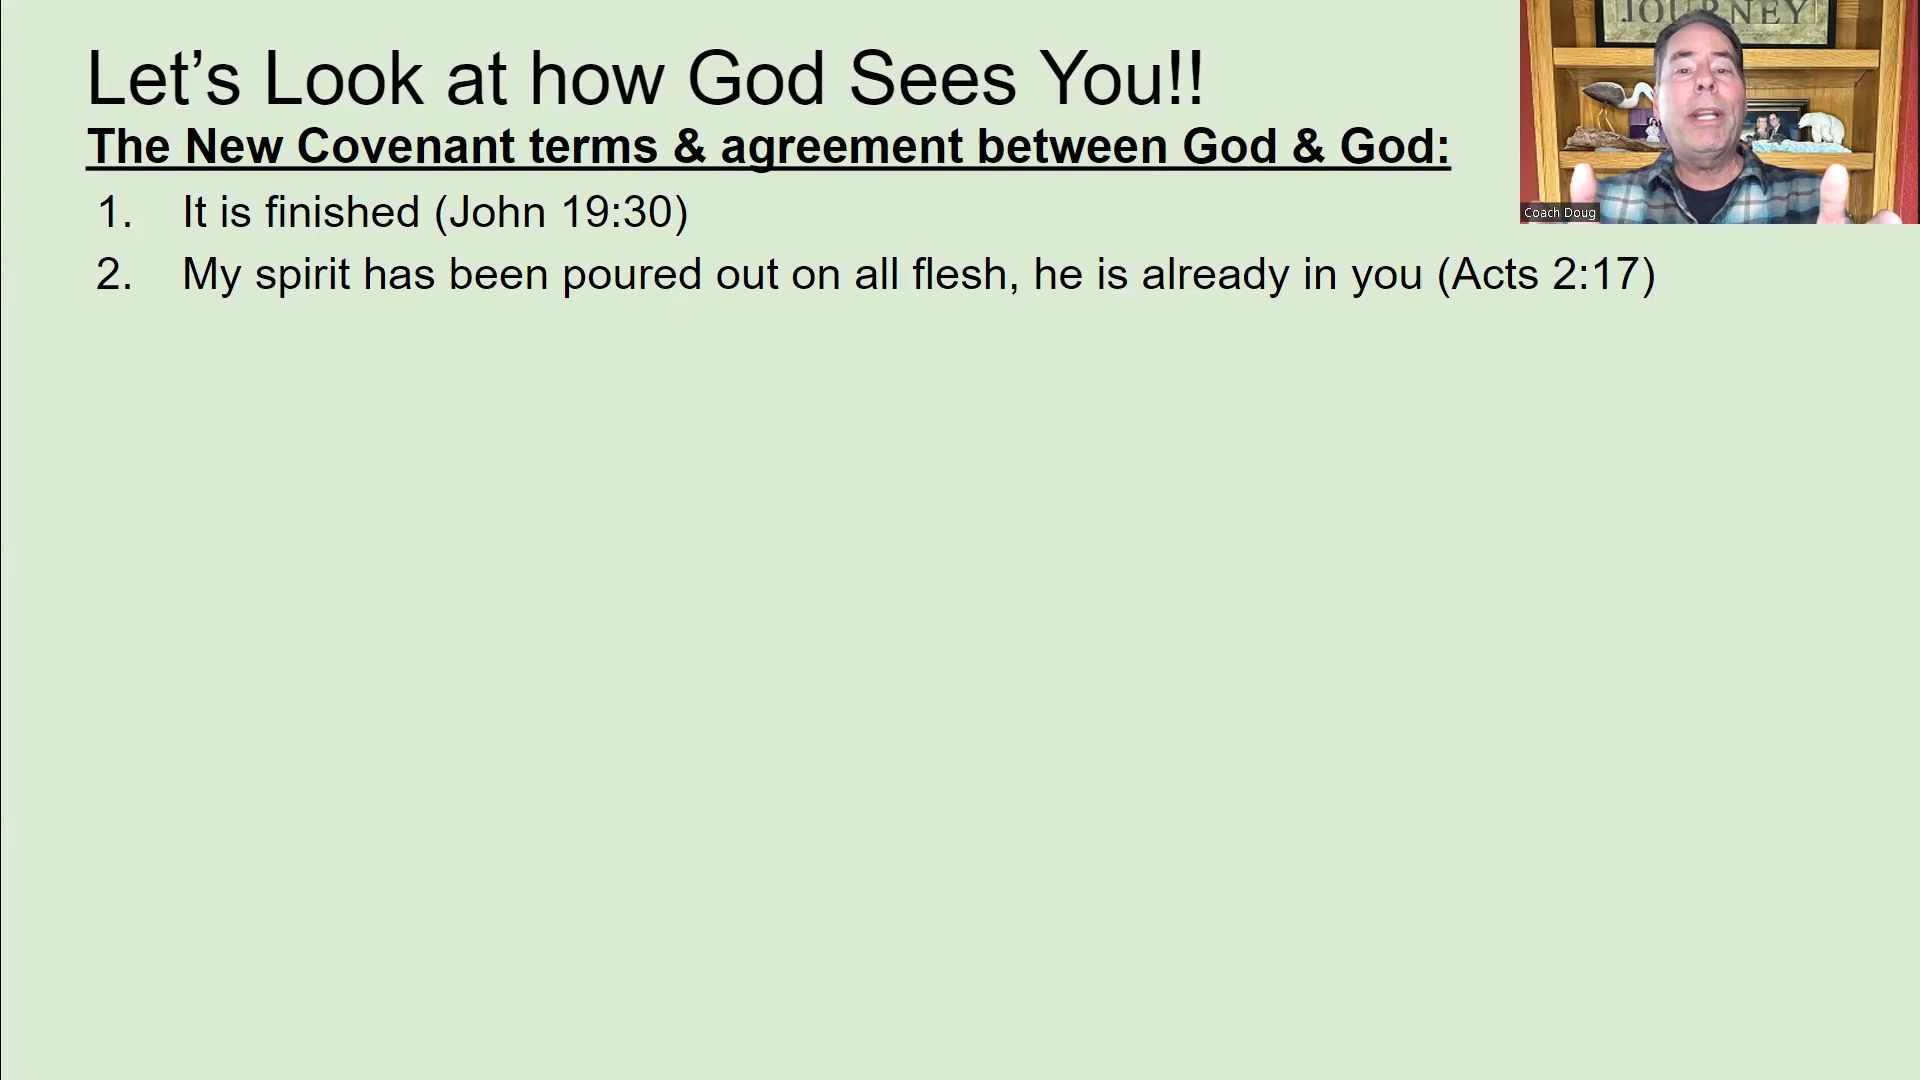 JOURNEY
Let’s Look at how God Sees You!!
The New Covenant terms & agreement between God & God:
1. It is finished (John 19:30)
Coach Doug
2. My spirit has been poured out on all flesh, he is already in you (Acts 2:17)